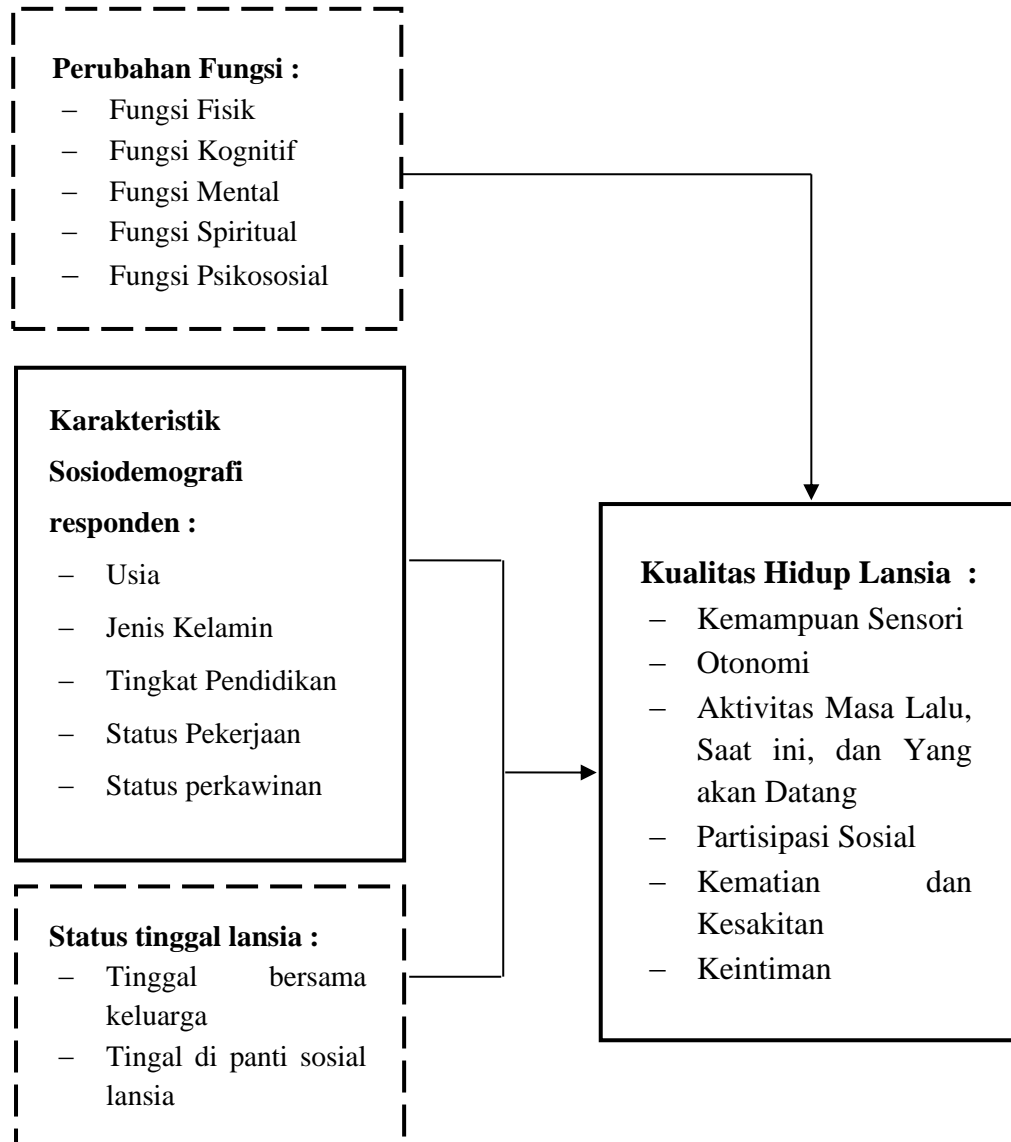 Perubahan Fungsi :
– Fungsi Fisik
– Fungsi Kognitif
– Fungsi Mental
– Fungsi Spiritual
– Fungsi Psikososial
Karakteristik
Sosiodemografi
responden :
– Usia
– Jenis Kelamin
– Tingkat Pendidikan
– Status Pekerjaan
– Status perkawinan
Status tinggal lansia :
– Tinggal bersama
keluarga
– Tingal di panti sosial
lansia
Kualitas Hidup Lansia :
– Kemampuan Sensori
– Otonomi
– Aktivitas Masa Lalu,
Saat ini, dan Yang
akan Datang
– Partisipasi Sosial
– Kematian dan
Kesakitan
– Keintiman